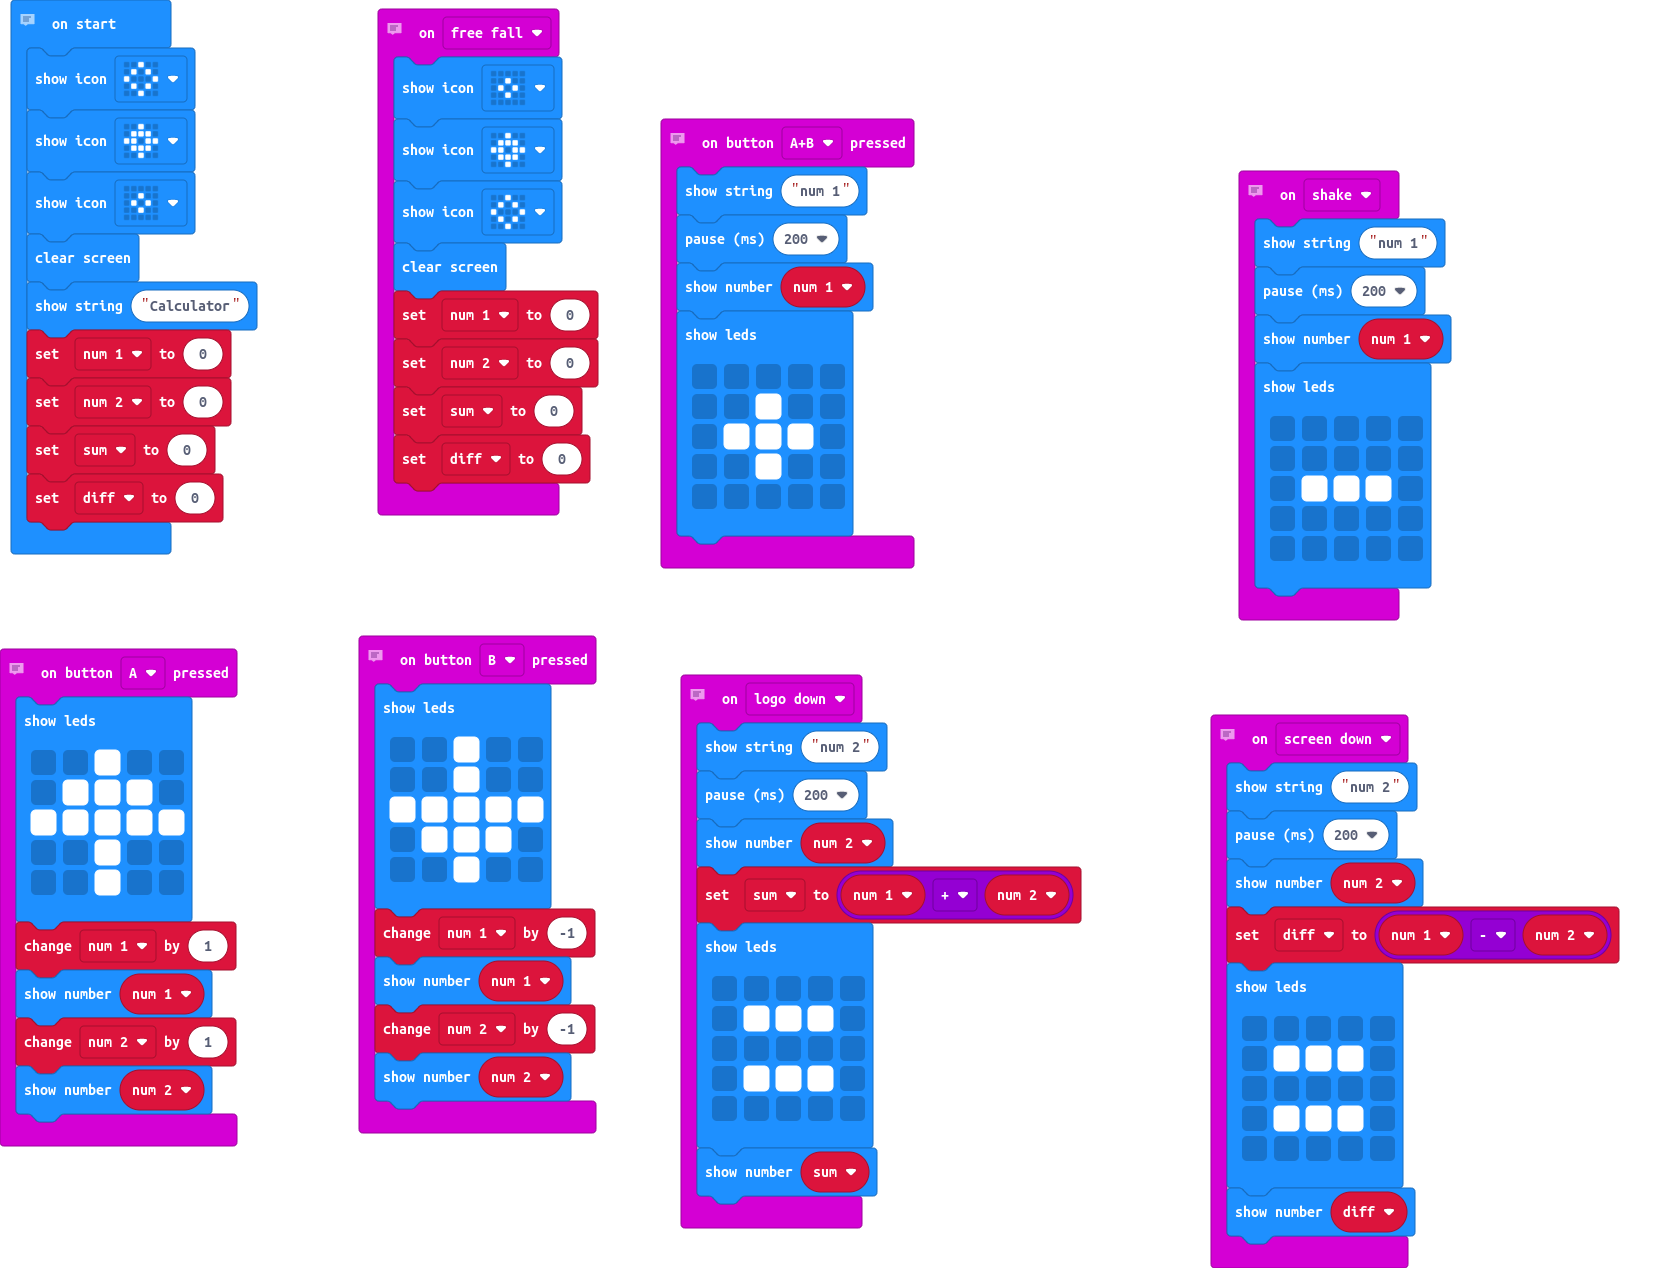 on start
show icon
show icon
show icon
clear screen
show string "Calculator"
set num 1 to 0
set num 2 to 0
set sum to 0
set diff to 0
on free fall
show icon
show icon
show icon
clear screen
set num 1 to 0
set num 2 to 0
set sum to 0
set diff to 0
on button A+B pressed
show string "num 1"
pause (ms) 200
show number num 1
show leds
on shake
show string "num 1"
pause (ms) 200
show number num 1
show leds
on button A pressed
show leds
change num 1 by 1
show number num 1
change num 2 by 1
show number num 2
on button B pressed
show leds
change num 1 by -1
show number num 1
change num 2 by -1
show number num 2
on logo down
show string "num 2"
pause (ms) 200
show number num 2
set sum to num 1 + num 2
show leds
show number sum
on screen down
show string "num 2"
pause (ms) 200
show number num 2
set diff to num 1 - num 2
show leds
show number diff